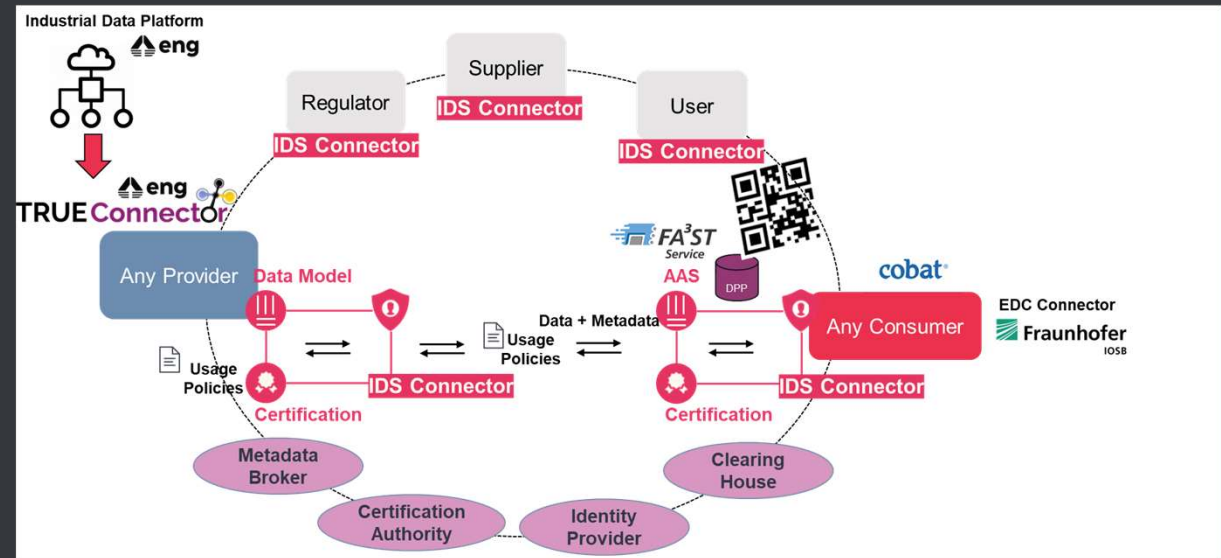 Industrial Data Platform
eng
Supplier
IDS Connector
Regulator
IDS Connector
User
IDS Connector
eng
TRUE Connector
Any Provider
Data Model
Usage
Policies
Certification
IDS Connector
Usage
Policies
Data + Metadata
FA³ST
Service
AAS
DPP
Certification
IDS Connector
cobat
Any Consumer
EDC Connector
Fraunhofer
IOSB
Metadata
Broker
Certification
Authority
Identity
Provider
Clearing
House